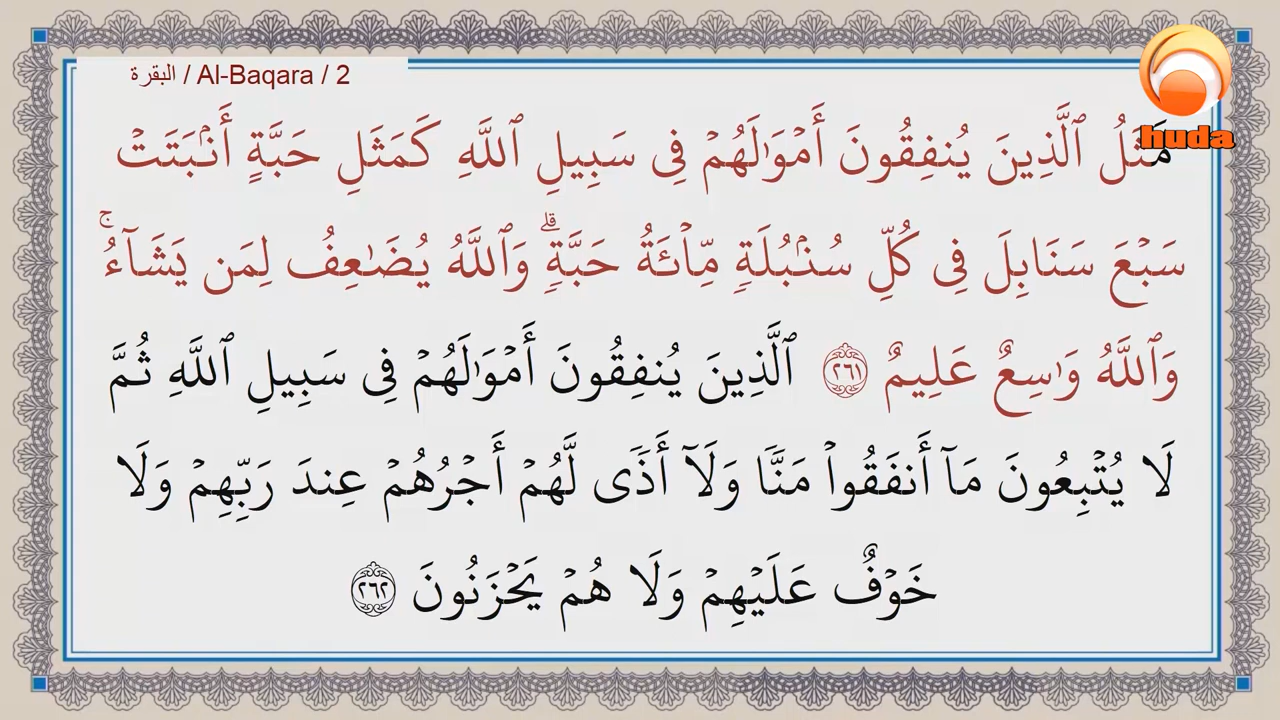 البقرة / Al-Baqara / 2
huda
مَّثَلُ ٱلَّذِينَ يُنفِقُونَ أَمْوَٰلَهُمْ فِى سَبِيلِ ٱللَّهِ كَمَثَلِ حَبَّةٍ أَنۢبَتَتْ
سَبْعَ سَنَابِلَ فِى كُلِّ سُنۢبُلَةٍ مِّا۟ئَةُ حَبَّةٍ ۗ وَٱللَّهُ يُضَـٰعِفُ لِمَن يَشَآءُ ۚ
وَٱللَّهُ وَٰسِعٌ عَلِيمٌ ٢٦١ ٱلَّذِينَ يُنفِقُونَ أَمْوَٰلَهُمْ فِى سَبِيلِ ٱللَّهِ ثُمَّ
لَا يُتْبِعُونَ مَآ أَنفَقُوا۟ مَنًّا وَلَآ أَذًى لَّهُمْ أَجْرُهُمْ عِندَ رَبِّهِمْ وَلَا
خَوْفٌ عَلَيْهِمْ وَلَا هُمْ يَحْزَنُونَ ٢٦٢